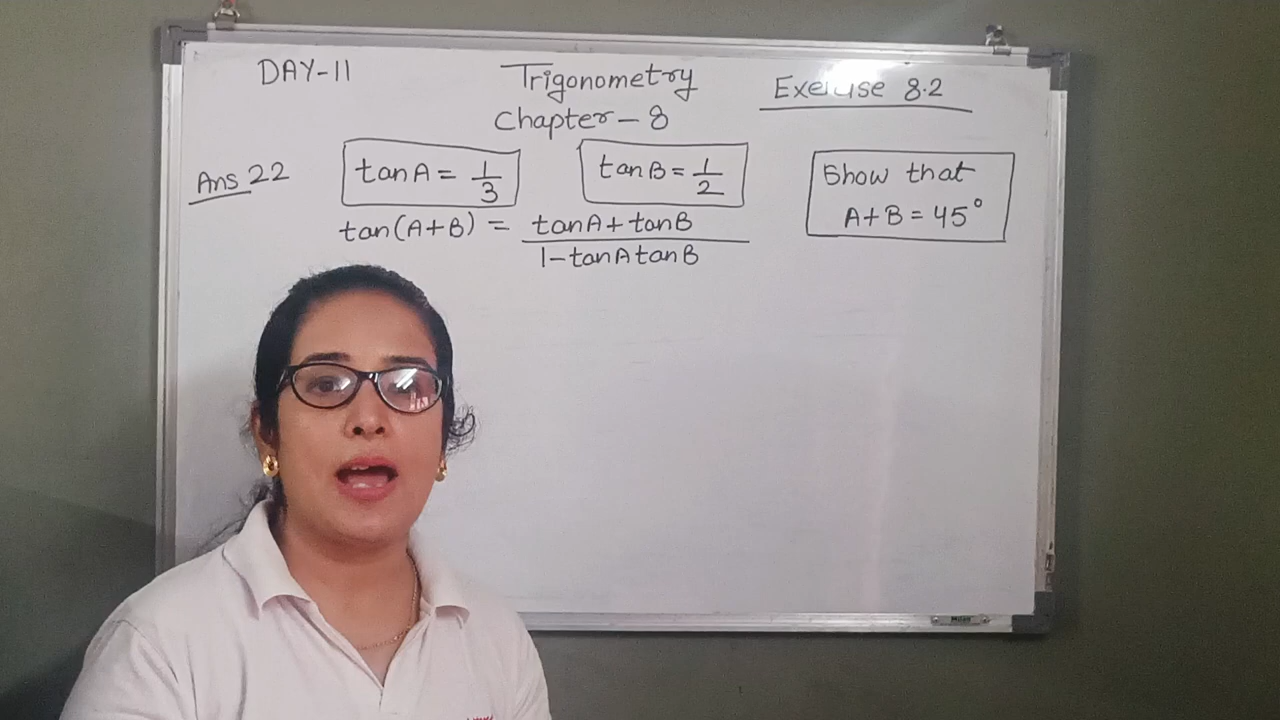 DAY-11
Trigonometry
Chapter-8
Exercise 8.2
Ans 22
tanA = 1/3
tanB = 1/2
Show that
A+B = 45°
tan(A+B) = tanA + tanB
1-tanA tanB